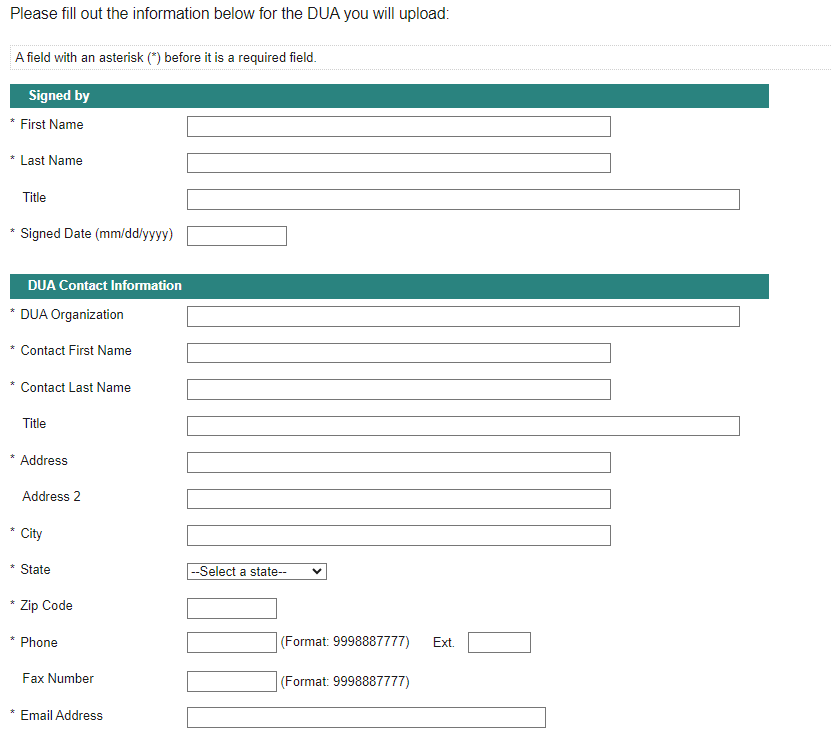 Please fill out the information below for the DUA you will upload:
A field with an asterisk (*) before it is a required field.
Signed by
* First Name
* Last Name
Title
* Signed Date (mm/dd/yyyy)
DUA Contact Information
* DUA Organization
* Contact First Name
* Contact Last Name
Title
* Address
Address 2
* City
* State --Select a state--
* Zip Code
* Phone (Format: 9998887777) Ext.
Fax Number (Format: 9998887777)
* Email Address